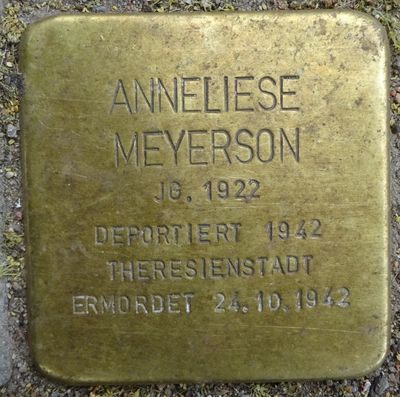 ANNELIESE
MEYERSON
JG. 1922
DEPORTIERT 1942
THERESIENSTADT
ERMORDET 24.10.1942